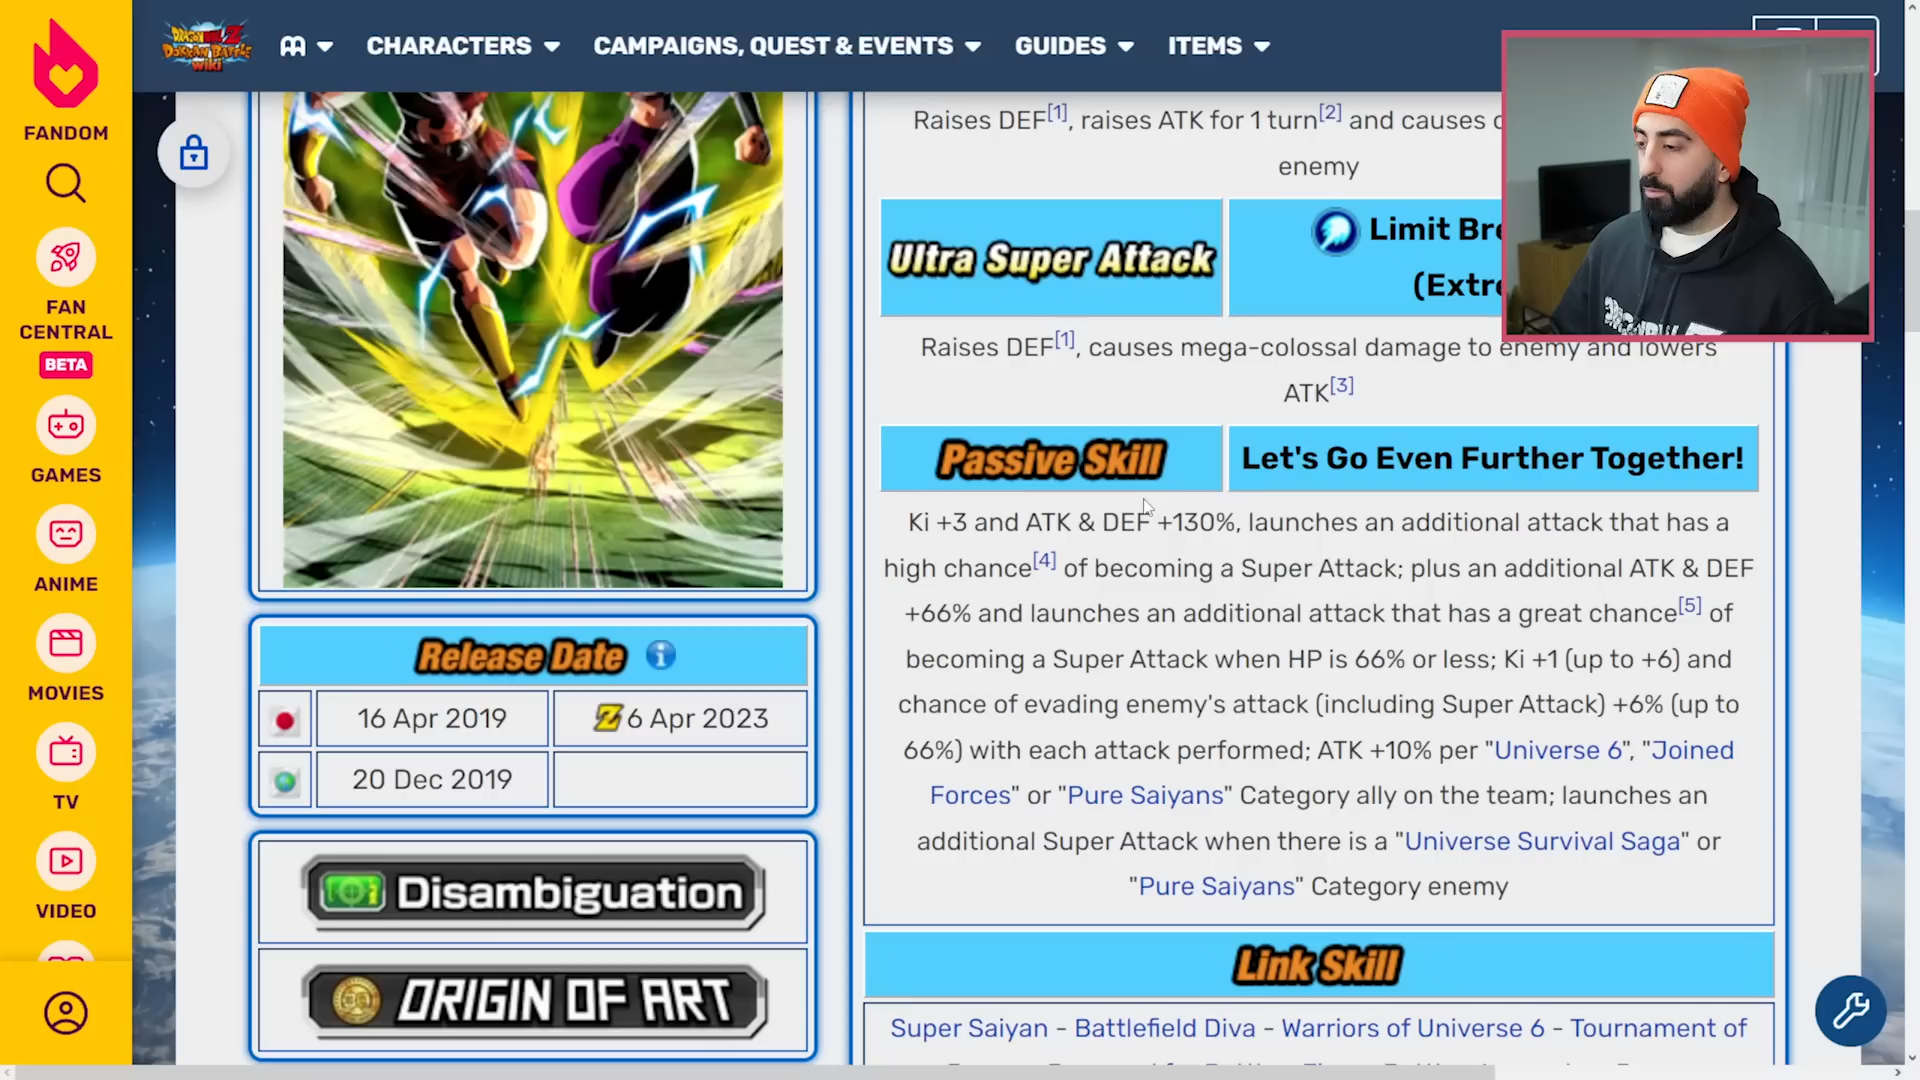 DRAGON BALL Z
DOKKAN BATTLE
wiki
CHARACTERS
CAMPAIGNS, QUEST & EVENTS
GUIDES
ITEMS
FANDOM
FAN
CENTRAL
BETA
GAMES
ANIME
MOVIES
TV
VIDEO
Release Date
16 Apr 2019
Z 6 Apr 2023
20 Dec 2019
Disambiguation
ORIGIN OF ART
Raises DEF[1], raises ATK for 1 turn[2] and causes
enemy
Ultra Super Attack
Limit
(Extre
Raises DEF[1], causes mega-colossal damage to enemy and lowers
ATK[3]
Passive Skill
Let's Go Even Further Together!
Ki +3 and ATK & DEF +130%, launches an additional attack that has a
high chance[4] of becoming a Super Attack; plus an additional ATK & DEF
+66% and launches an additional attack that has a great chance[5] of
becoming a Super Attack when HP is 66% or less; Ki +1 (up to +6) and
chance of evading enemy's attack (including Super Attack) +6% (up to
66%) with each attack performed; ATK +10% per "Universe 6", "Joined
Forces" or "Pure Saiyans" Category ally on the team; launches an
additional Super Attack when there is a "Universe Survival Saga" or
"Pure Saiyans" Category enemy
Link Skill
Super Saiyan - Battlefield Diva - Warriors of Universe 6 - Tournament of